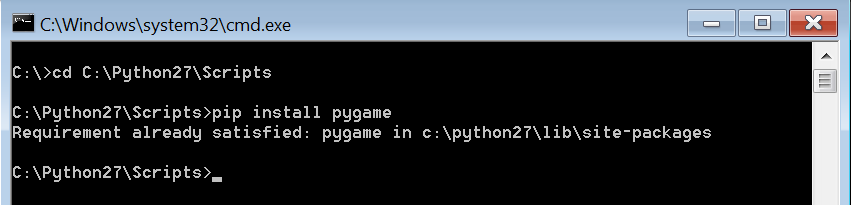 C:\Windows\system32\cmd.exe
C:\>cd C:\Python27\Scripts
C:\Python27\Scripts>pip install pygame
Requirement already satisfied: pygame in c:\python27\lib\site-packages
C:\Python27\Scripts>_